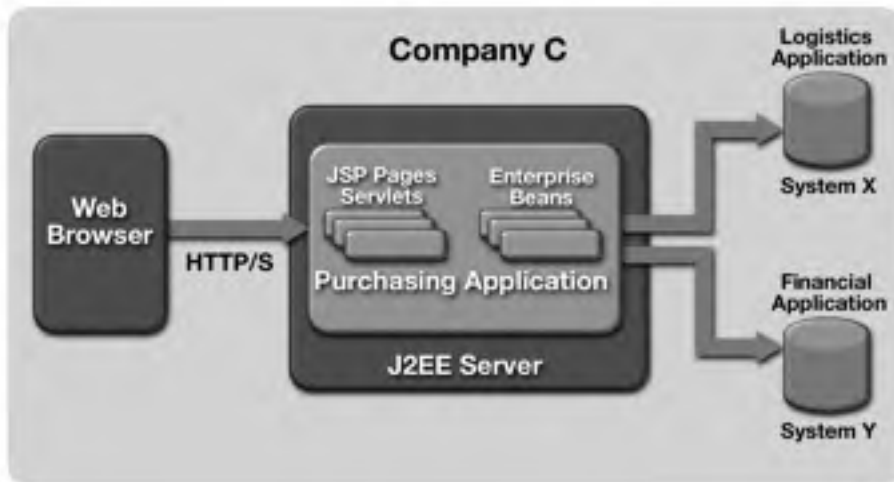 Company C
Logistics
Application
System X
Web
Browser
HTTP/S
JSP Pages
Servlets
Enterprise
Beans
Purchasing Application
J2EE Server
Financial
Application
System Y